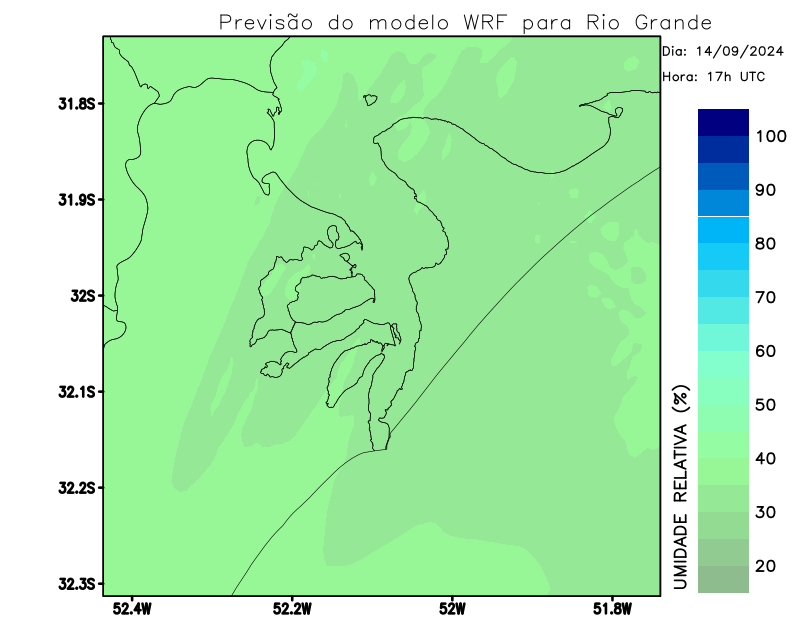 Previsão do modelo WRF para Rio Grande
Dia: 14/09/2024
Hora: 17h UTC
31.8S
31.9S
32S
32.1S
32.2S
32.3S
52.4W
52.2W
52W
51.8W
100
90
80
70
60
50
40
30
20
UMIDADE RELATIVA (%)